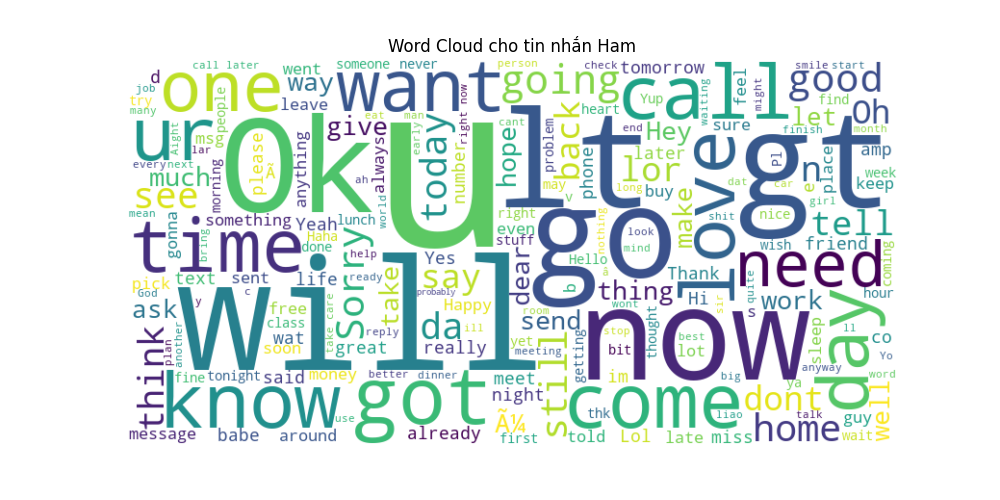 Word Cloud cho tin nhắn Ham
call later
someone
never
person
check
tomorrow
smile
start
job
d
one
went
way
want
going
call
waiting
feel
might
good
try
many
people
leave
msg
ur
Ok
give
always
eat
man
early
right now
today
number
hope
cant
problem
back
heart
Yup
end
Hey
sure
let
find
Oh
finish
month
Aight
lar
please
Ã
anything
u
lt
gt
phone
later
lor
love
Pl
n
place
amp
week
keep
every
next
much
morning
see
ah
world
may
buy
long
make
dat
car
e
girl
mean
something
Yeah
lunch
right
even
stuff
go
nothing
look
mind
shit
nice
tell
gonna
time
bring
Haha
done
help
Yes
dear
Hello
â
wish
friend
need
coming
text
sent
life
ready
say
b
thing
Thank
Hi
quite
hour
pick
God
y
c
will
free
Sorry
take
probably
Happy
room
wont
now
sir
s
work
ask
class
take care
da
ill
send
stop
thought
day
ll
co
another
wat
soon
great
reply
really
yet
meeting
still
getting
bit
best
lot
sleep
Yo
think
plan
fine
tonight
said
money
better
dinner
meet
im
big
ya
anyway
word
know
use
got
night
Ã¼
come
thk
liao
dont
talk
guy
well
message
babe
around
already
first
told
Lol
late
miss
home
wait
v